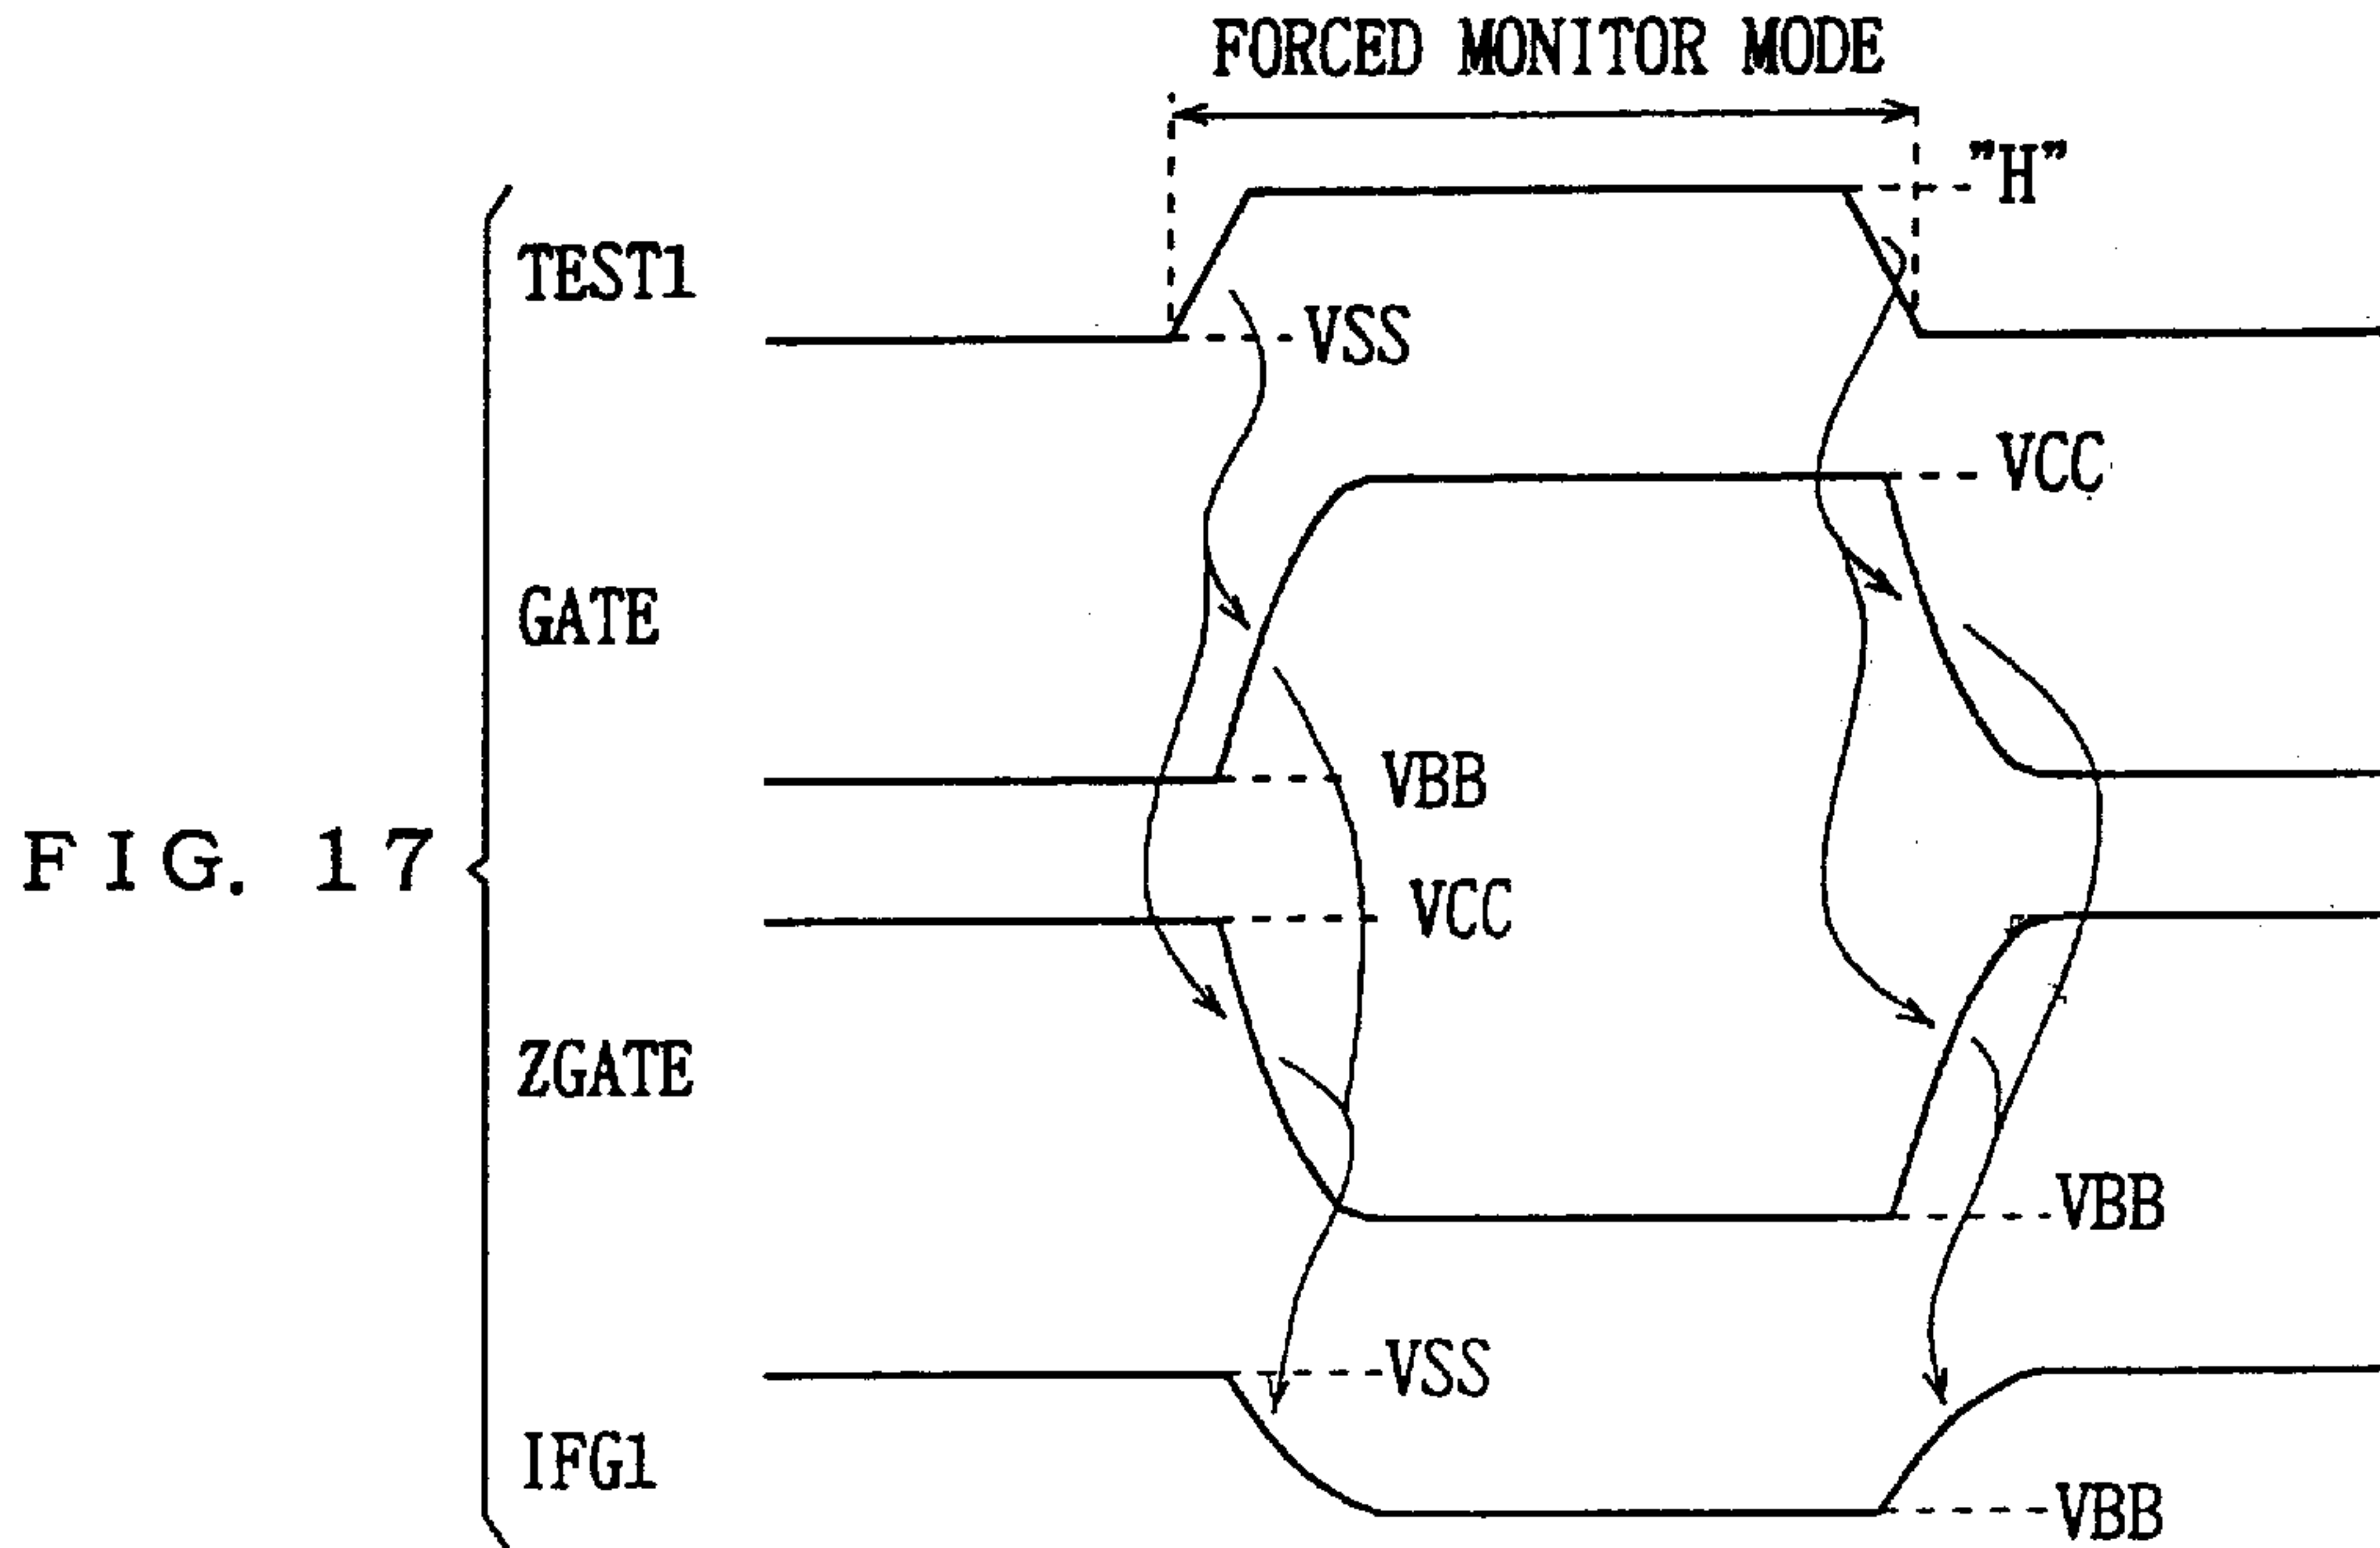 FORCED MONITOR MODE
"H"
TEST1
VSS
VCC
GATE
VBB
FIG. 17
VCC
ZGATE
VBB
VSS
IFG1
VBB